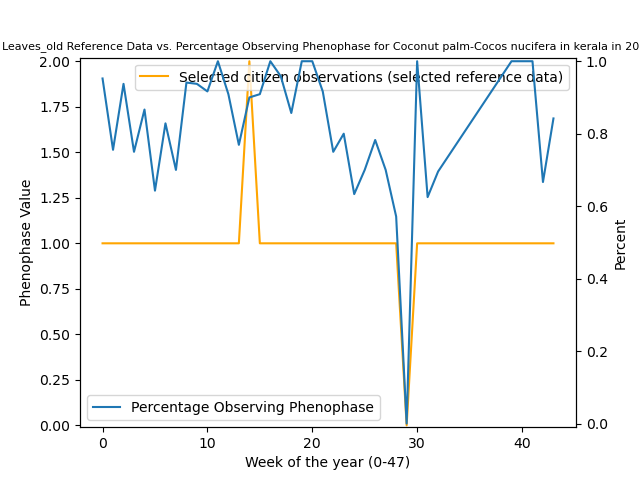 Leaves_old Reference Data vs. Percentage Observing Phenophase for Coconut palm-Cocos nucifera in kerala in 20
Selected citizen observations (selected reference data)
Percentage Observing Phenophase
Phenophase Value
Percent
2.00
1.75
1.50
1.25
1.00
0.75
0.50
0.25
0.00
1.0
0.8
0.6
0.4
0.2
0.0
0 10 20 30 40
Week of the year (0-47)